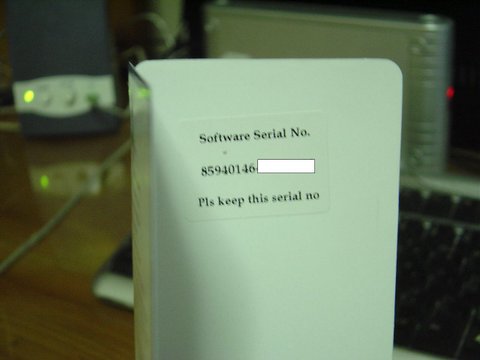 Software Serial No.
85940146
Pls keep this serial no